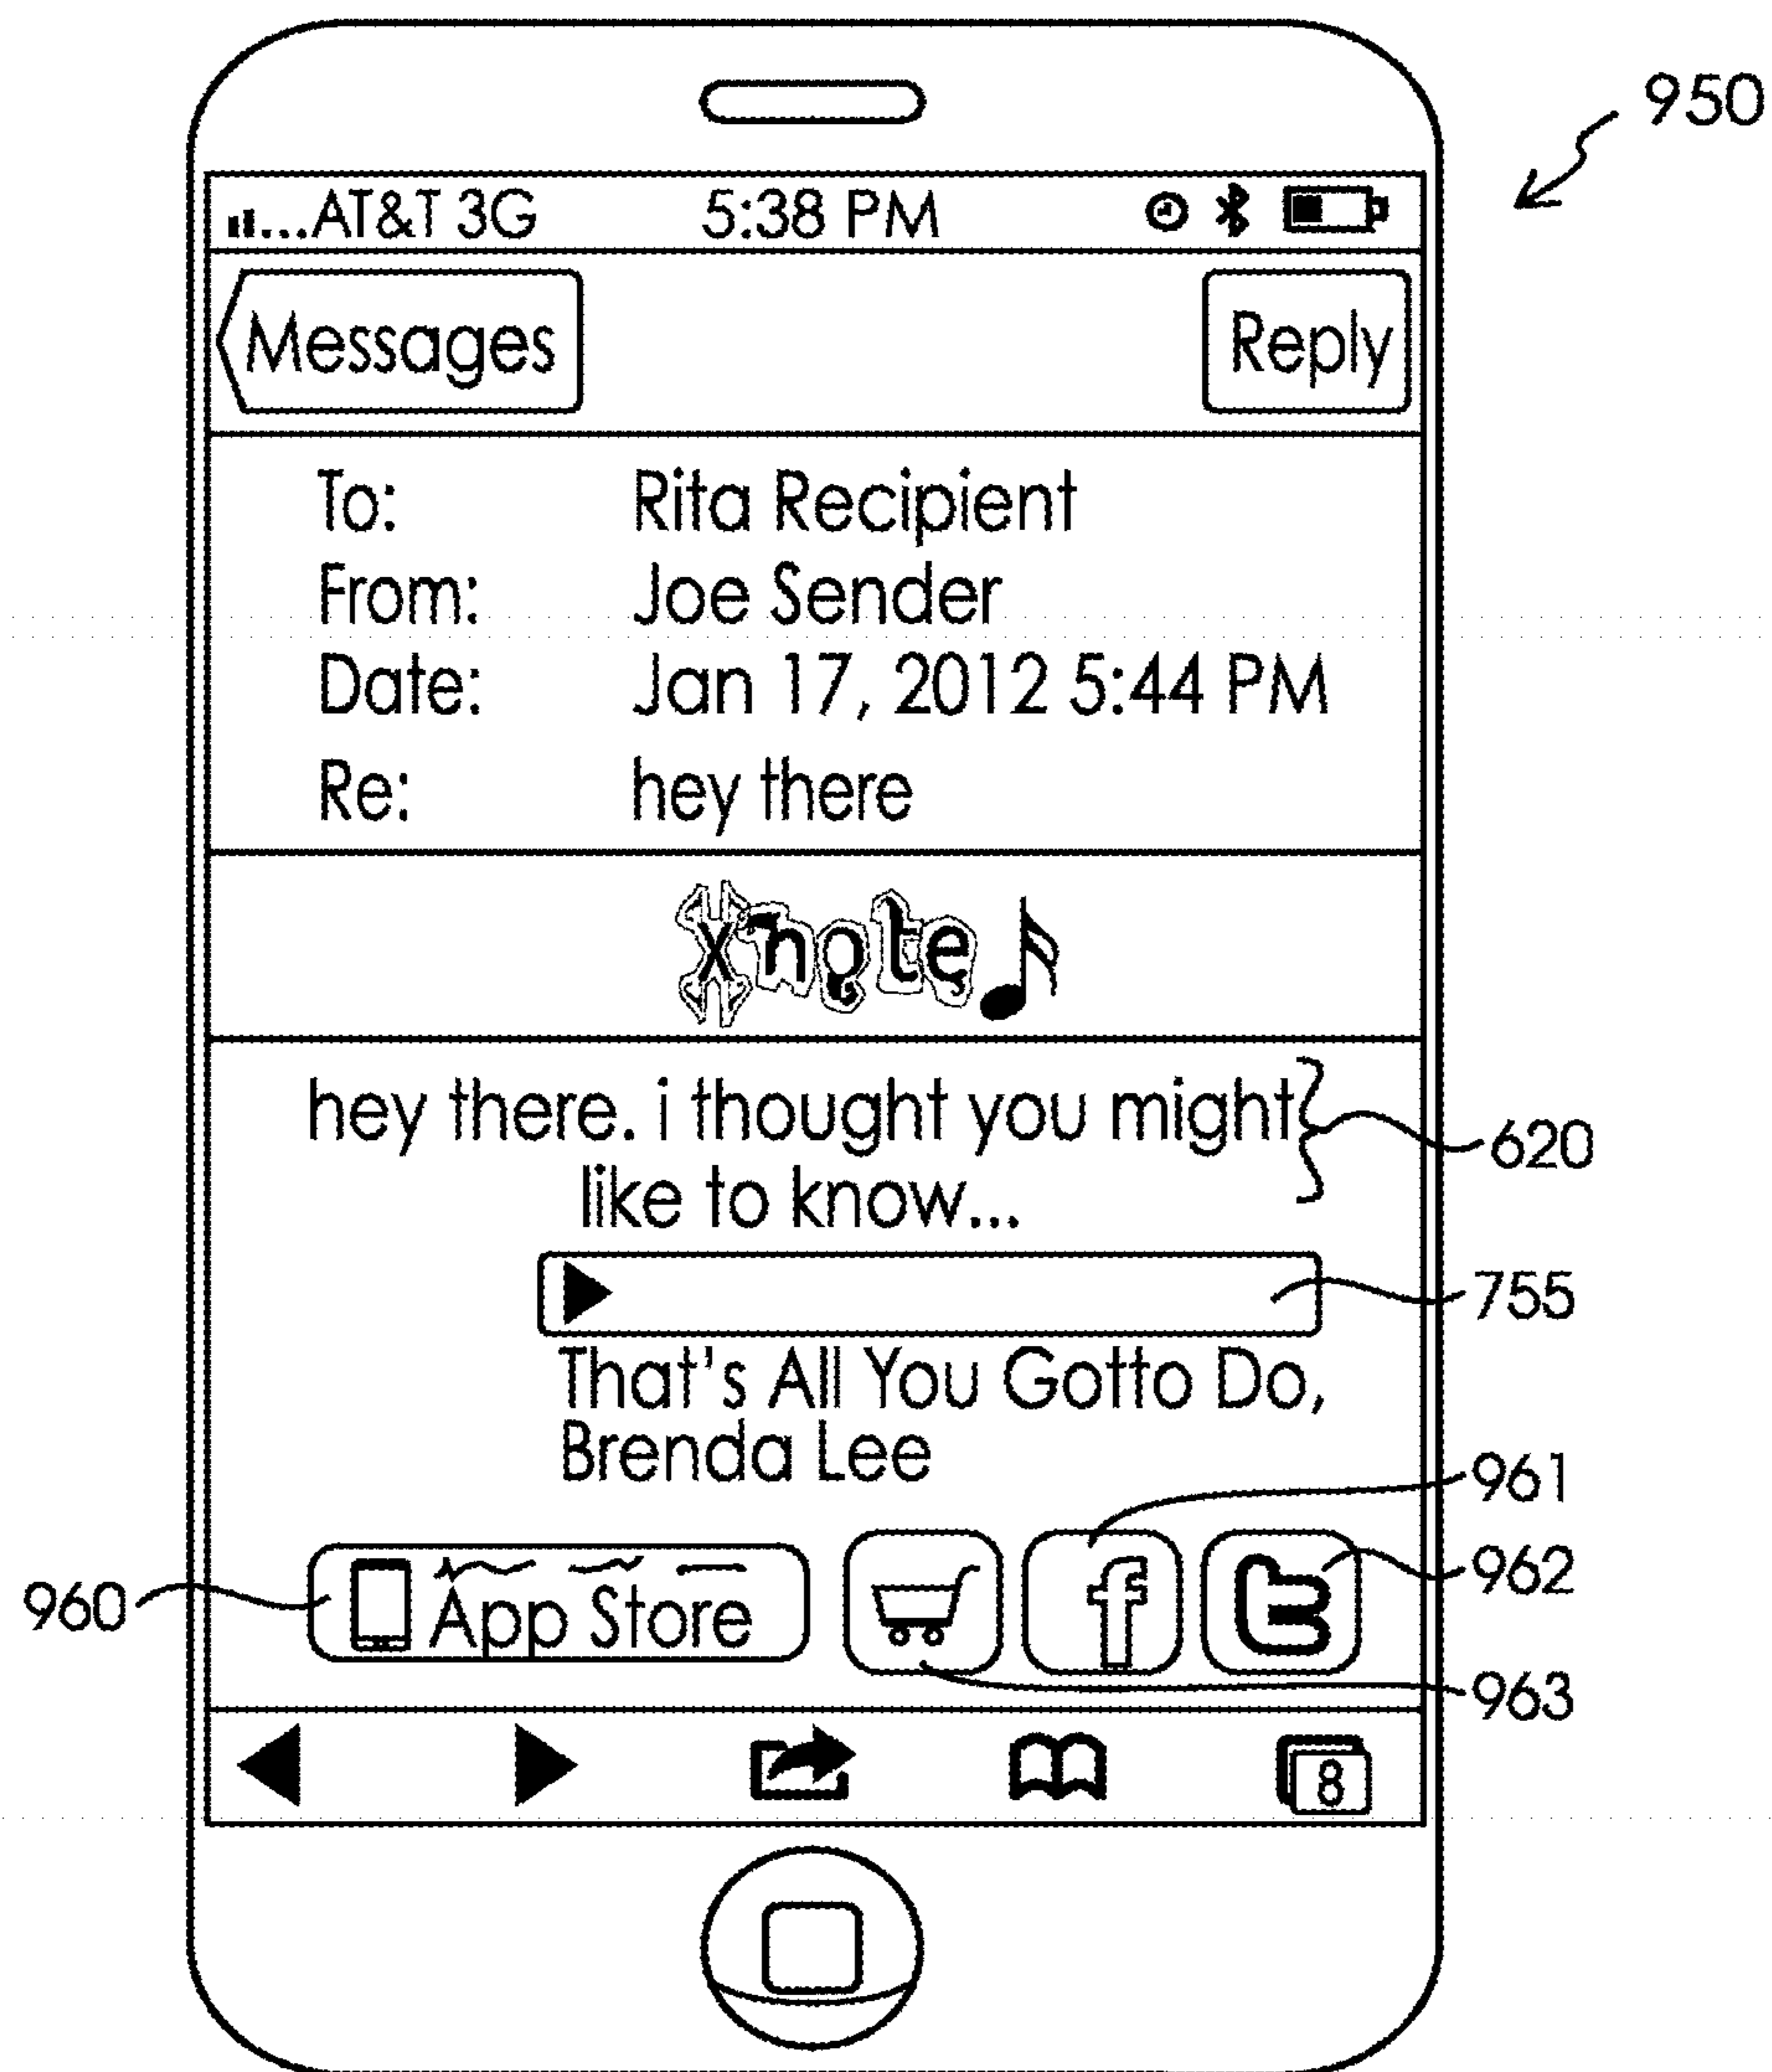 950
...AT&T 3G 5:38 PM
Messages Reply
To: Rita Recipient
From: Joe Sender
Date: Jan 17, 2012 5:44 PM
Re: hey there
xnote
hey there. i thought you might
620
like to know...
755
That's All You Gotto Do,
Brenda Lee
961
962
960
App Store
f
t
963
8